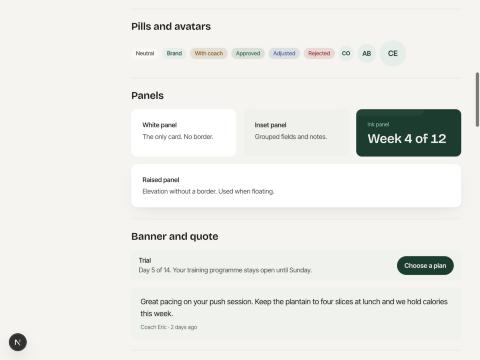 Pills and avatars
Neutral Brand With coach Approved Adjusted Rejected CO AB CE
Panels
White panel
The only card. No border.
Inset panel
Grouped fields and notes.
Ink panel
Week 4 of 12
Raised panel
Elevation without a border. Used when floating.
Banner and quote
Trial
Day 5 of 14. Your training programme stays open until Sunday.
Choose a plan
Great pacing on your push session. Keep the plantain to four slices at lunch and we hold calories
this week.
Coach Eric · 2 days ago
N